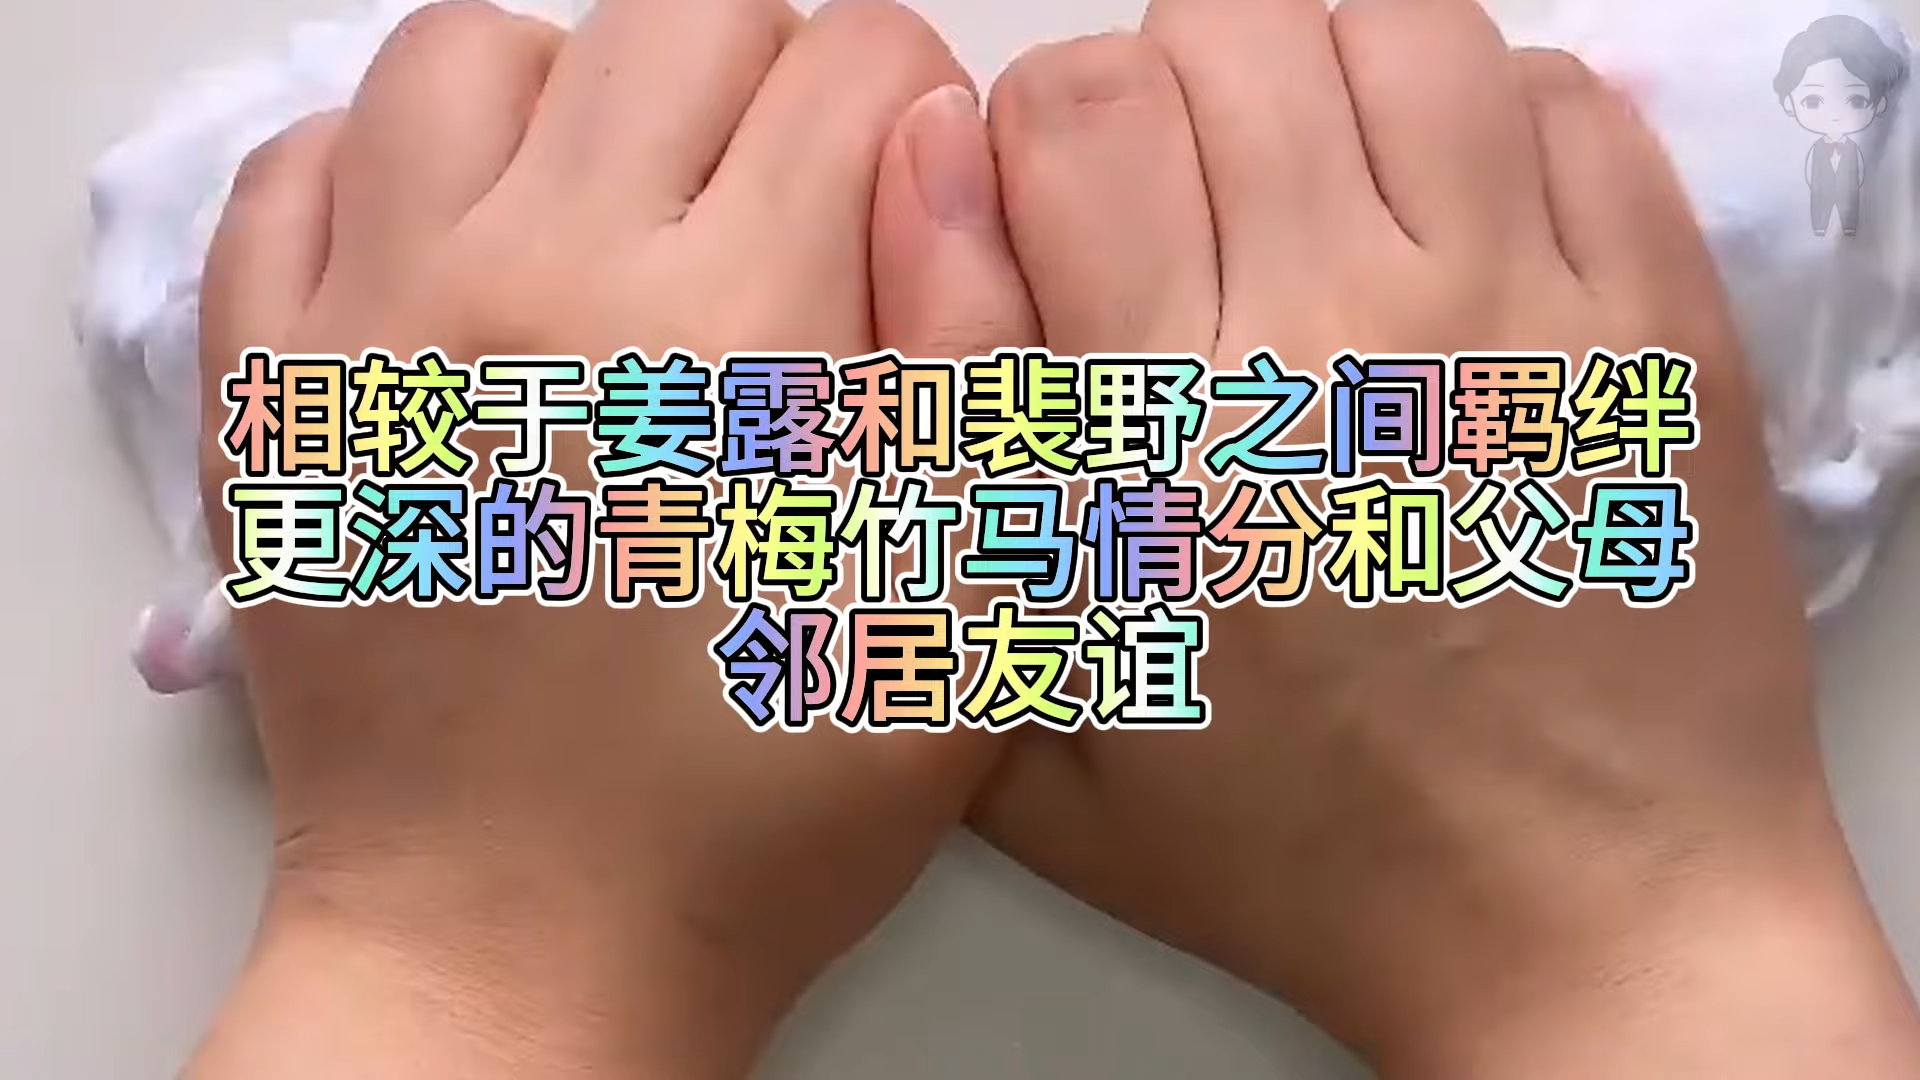 相较于姜露和裴野之间羁绊
更深的青梅竹马情分和父母
邻居友谊